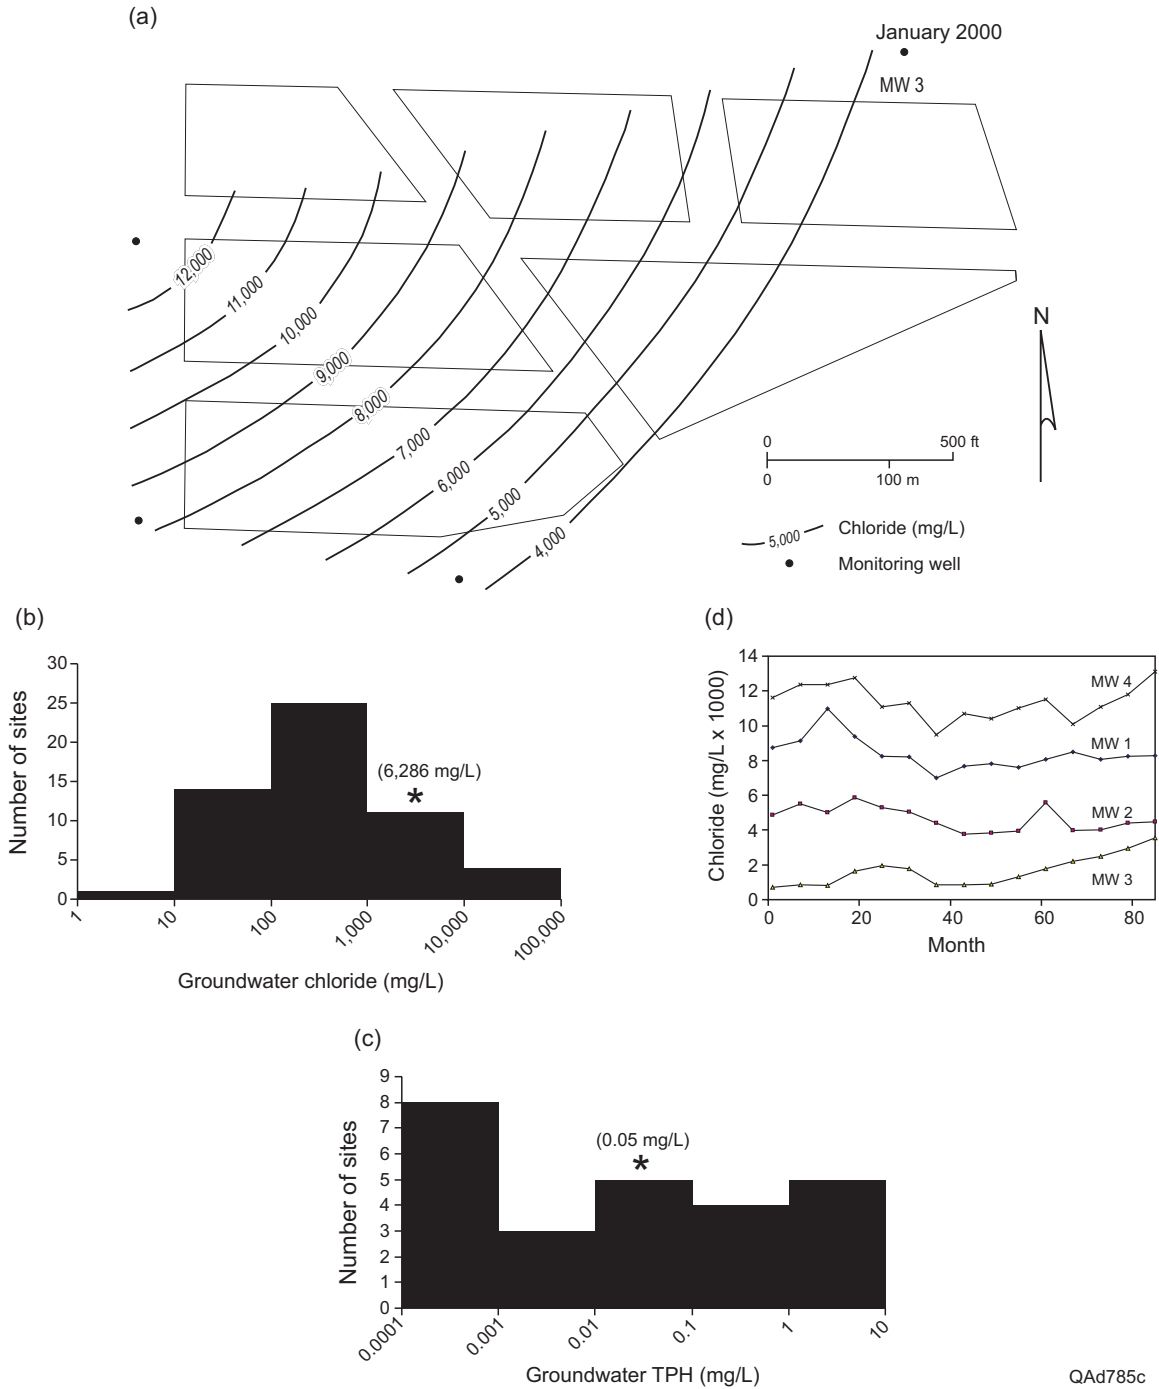 (a)
January 2000
MW 3
12,000
11,000
10,000
9,000
8,000
7,000
6,000
5,000
4,000
N
0 500 ft
0 100 m
5,000 Chloride (mg/L)
Monitoring well
(b)
30
25
20
15
10
5
0
Number of sites
(6,286 mg/L)
*
1 10 100 1,000 10,000 100,000
Groundwater chloride (mg/L)
(d)
14
12
10
8
6
4
2
0
Chloride (mg/L x 1000)
MW 4
MW 1
MW 2
MW 3
0 20 40 60 80
Month
(c)
9
8
7
6
5
4
3
2
1
0
Number of sites
(0.05 mg/L)
*
0.0001 0.001 0.01 0.1 1 10
Groundwater TPH (mg/L)
QAd785c